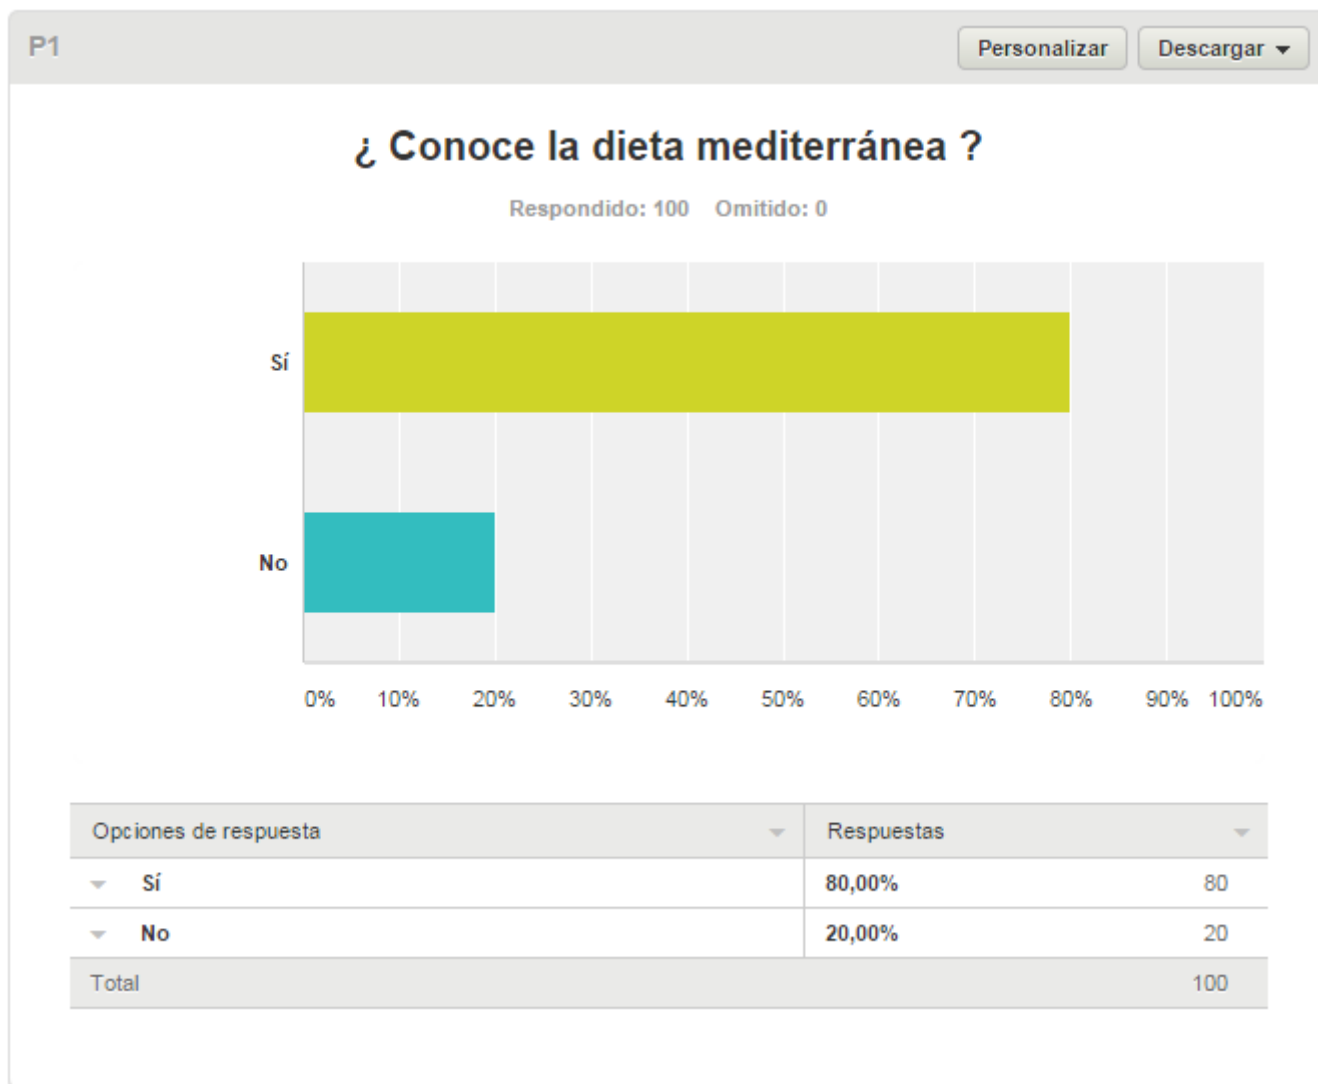 P1 Personalizar Descargar
¿ Conoce la dieta mediterránea ?
Respondido: 100 Omitido: 0
Sí
No
0% 10% 20% 30% 40% 50% 60% 70% 80% 90% 100%
Opciones de respuesta Respuestas
Sí 80,00% 80
No 20,00% 20
Total 100